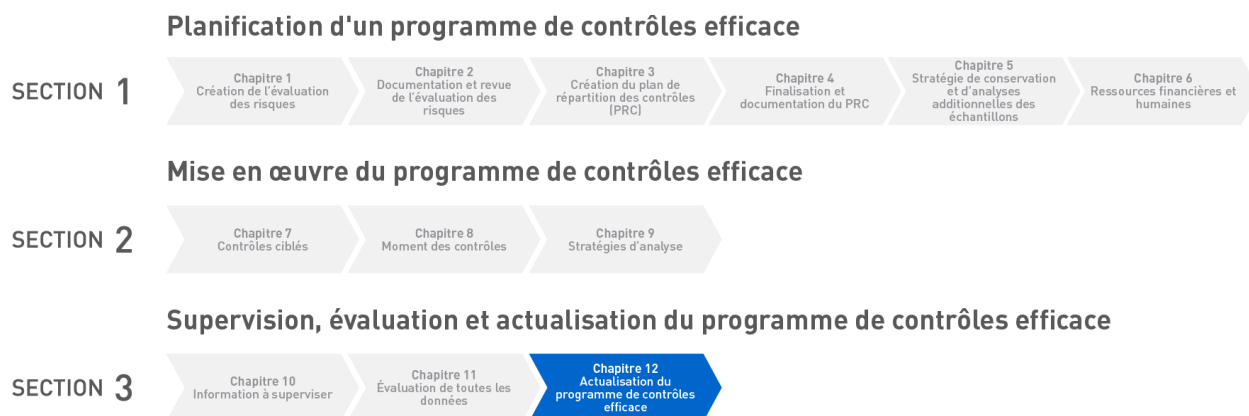 Planification d'un programme de contrôles efficace
SECTION 1
Chapitre 1
Création de l'évaluation
des risques
Chapitre 2
Documentation et revue
de l'évaluation des
risques
Chapitre 3
Création du plan de
répartition des contrôles
(PRC)
Chapitre 4
Finalisation et
documentation du PRC
Chapitre 5
Stratégie de conservation
et d'analyses
additionnelles des
échantillons
Chapitre 6
Ressources financières et
humaines
Mise en œuvre du programme de contrôles efficace
SECTION 2
Chapitre 7
Contrôles ciblés
Chapitre 8
Moment des contrôles
Chapitre 9
Stratégies d'analyse
Supervision, évaluation et actualisation du programme de contrôles efficace
SECTION 3
Chapitre 10
Information à superviser
Chapitre 11
Évaluation de toutes les
données
Chapitre 12
Actualisation du
programme de contrôles
efficace